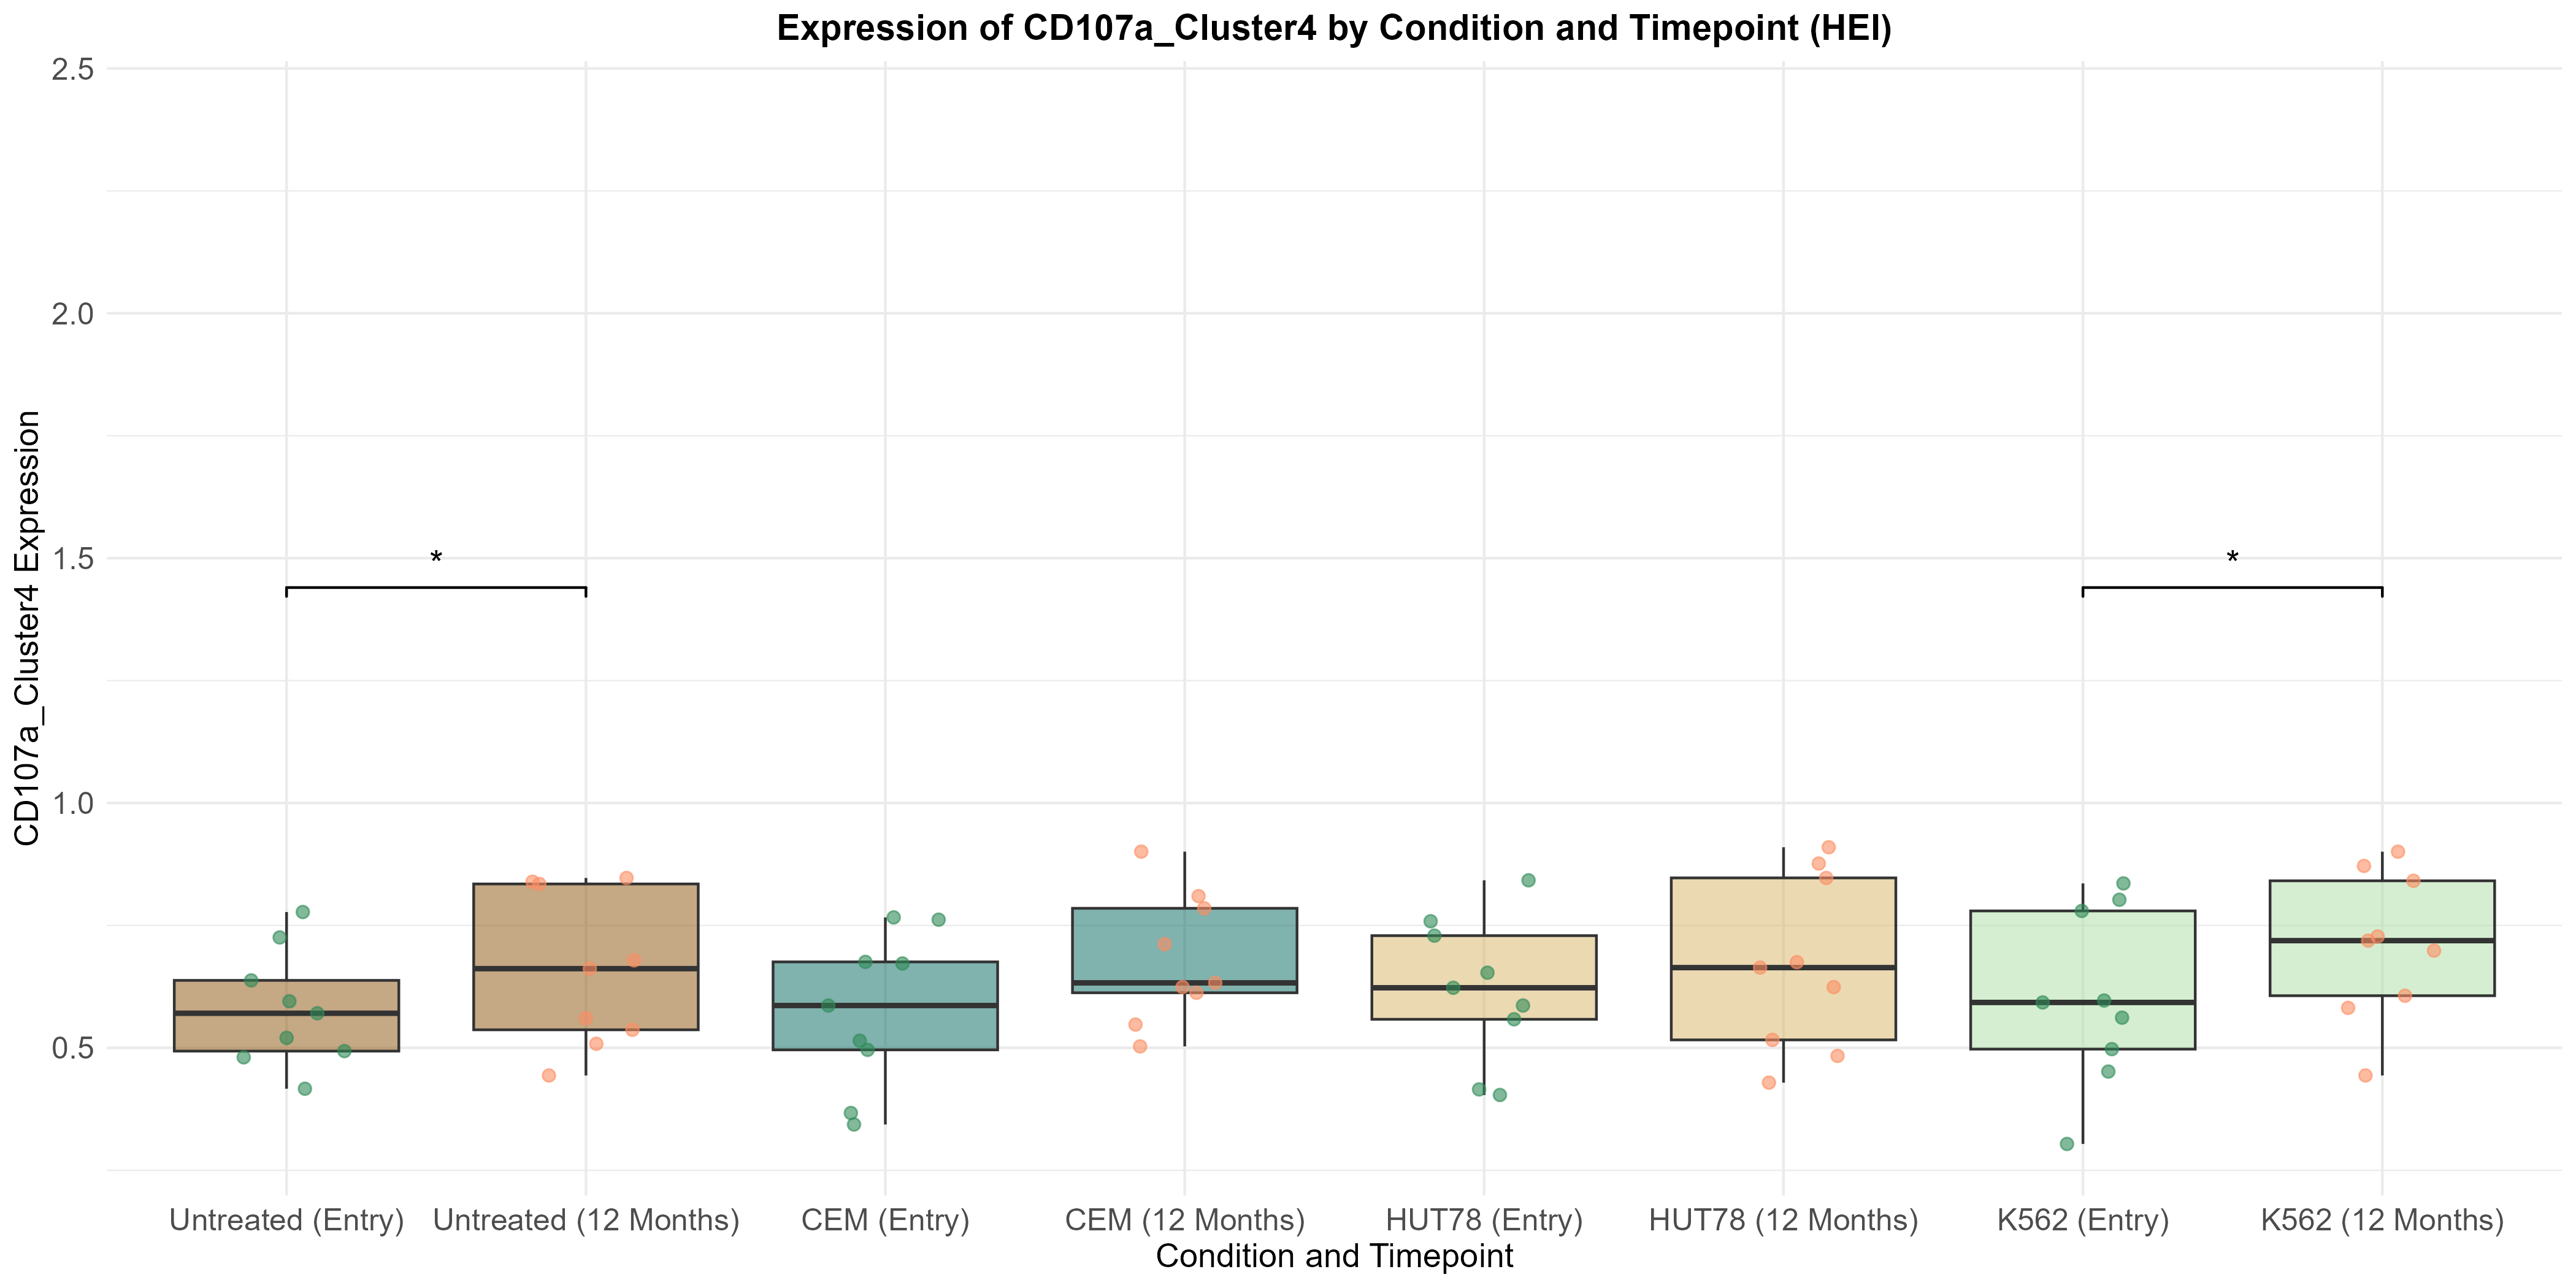 Expression of CD107a_Cluster4 by Condition and Timepoint (HEI)
CD107a_Cluster4 Expression
2.5
2.0
1.5
1.0
0.5
*
*
Untreated (Entry)
Untreated (12 Months)
CEM (Entry)
CEM (12 Months)
HUT78 (Entry)
HUT78 (12 Months)
K562 (Entry)
K562 (12 Months)
Condition and Timepoint